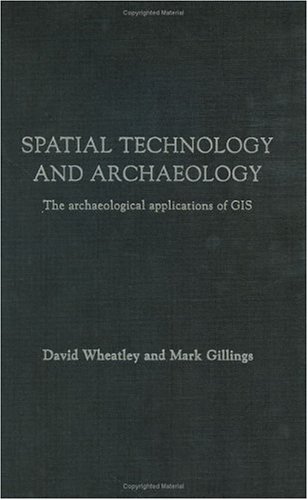 Copyrighted Material
SPATIAL TECHNOLOGY
AND ARCHAEOLOGY
The archaeological applications of GIS
David Wheatley and Mark Gillings
Copyrighted Material